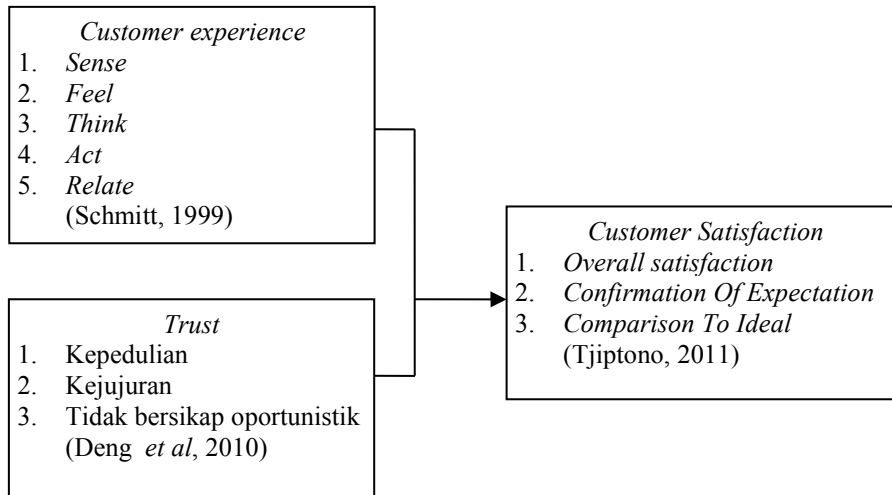 Customer experience
1. Sense
2. Feel
3. Think
4. Act
5. Relate
(Schmitt, 1999)
Trust
1. Kepedulian
2. Kejujuran
3. Tidak bersikap oportunistik
(Deng et al, 2010)
Customer Satisfaction
1. Overall satisfaction
2. Confirmation Of Expectation
3. Comparison To Ideal
(Tjiptono, 2011)